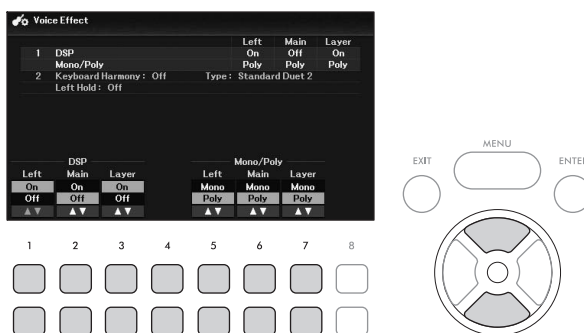 Voice Effect
Left Main Layer
1 DSP On Off On
Mono/Poly Poly Poly Poly
2 Keyboard Harmony : Off Type : Standard Duet 2
Left Hold : Off
DSP Mono/Poly
Left Main Layer Left Main Layer
On On On Mono Mono Mono
Off Off Off Poly Poly Poly
1 2 3 4 5 6 7 8
MENU
EXIT ENTER